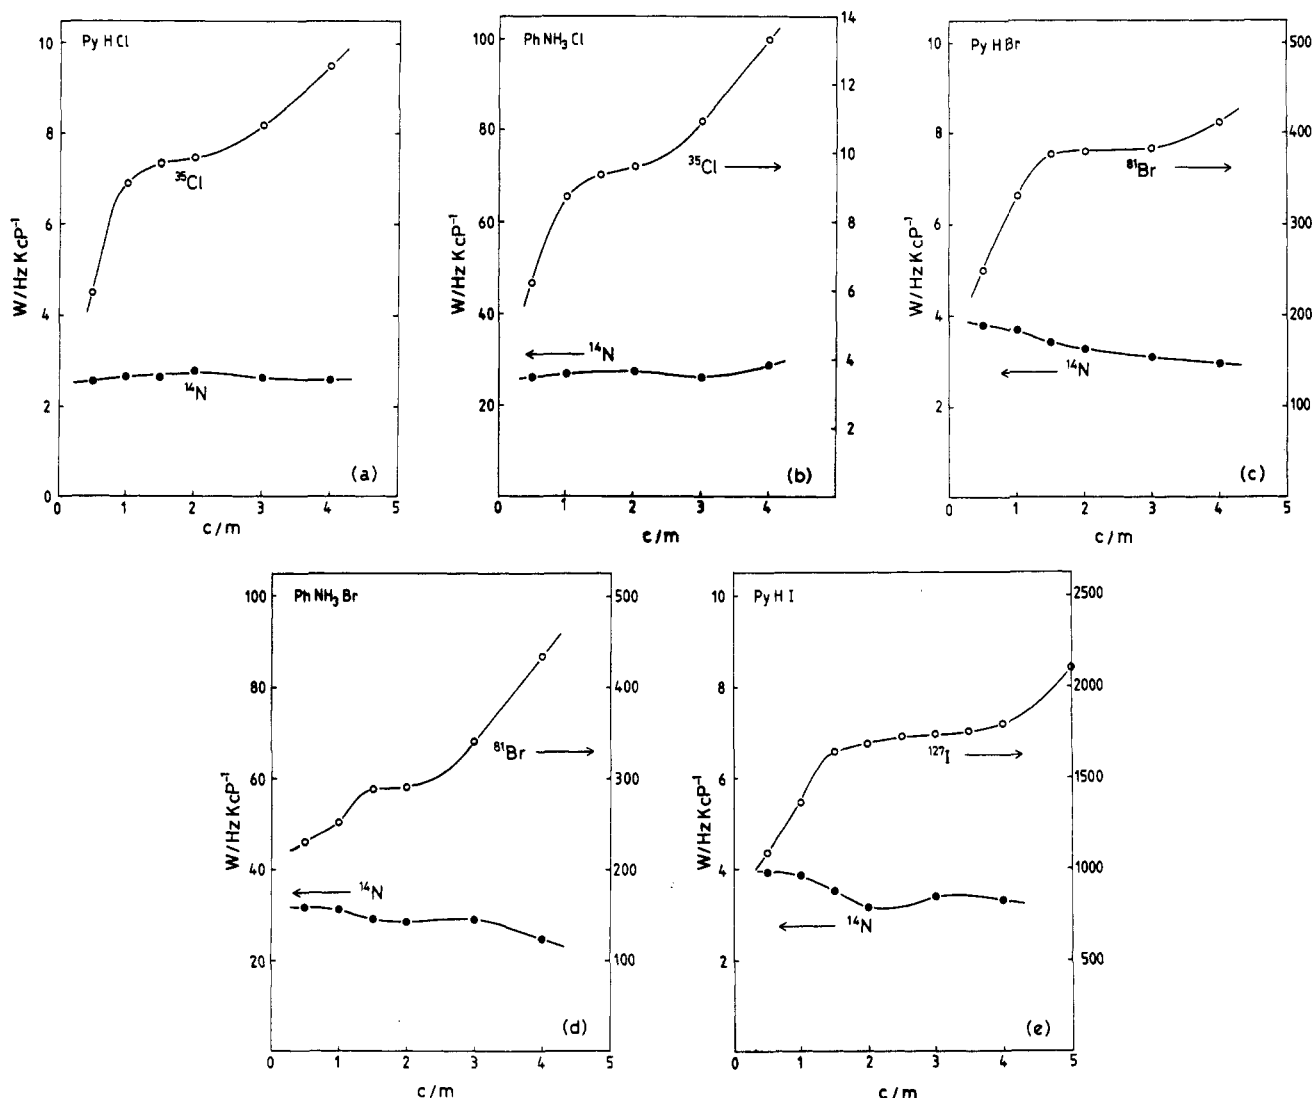 Py H Cl
10
8
6
4
2
0
W/Hz KcP⁻¹
³⁵Cl
¹⁴N
(a)
0 1 2 3 4 5
c/m
Ph NH₃ Cl
100
80
60
40
20
0
W/Hz KcP⁻¹
14
12
10
8
6
4
2
³⁵Cl
¹⁴N
(b)
0 1 2 3 4
c/m
Py H Br
10
8
6
4
2
W/Hz KcP⁻¹
500
400
300
200
100
⁸¹Br
¹⁴N
(c)
0 1 2 3 4 5
c/m
Ph NH₃ Br
100
80
60
40
20
W/Hz KcP⁻¹
500
400
300
200
100
⁸¹Br
¹⁴N
(d)
0 1 2 3 4 5
c/m
Py H I
10
8
6
4
2
W/Hz KcP⁻¹
2500
2000
1500
1000
500
¹²⁷I
¹⁴N
(e)
0 1 2 3 4 5
c/m